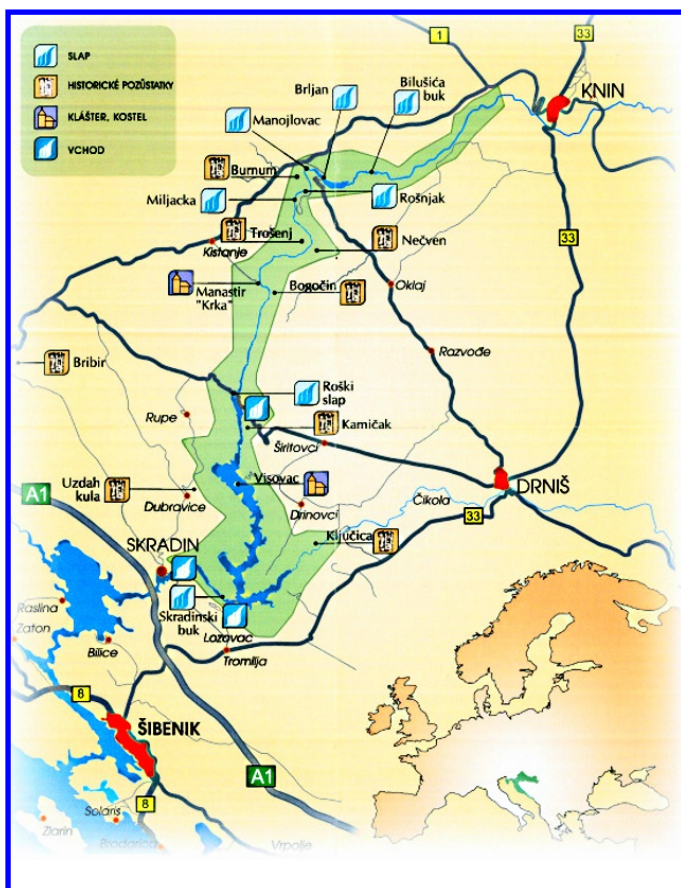 SLAP
HISTORICKÉ POZŮSTATKY
KLÁŠTER, KOSTEL
VCHOD
1
33
KNIN
Brljan
Bilušića
buk
Manojlovac
Burnum
Miljacka
Rošnjak
Trošenj
Kistanje
Nečven
33
Manastir
"Krka"
Bogočin
Oklaj
Razvođe
Bribir
Roški
slap
Rupe
Kamičak
Širitovci
Uzdah
kula
Visovac
Dubravice
Drinovci
DRNIŠ
Čikola
A1
33
Ključica
SKRADIN
Skradinski
buk
Lozovac
Raslina
Zaton
Bilice
Tromilja
8
ŠIBENIK
A1
8
Solaris
Zlarin
Brodarica
Vrpolje